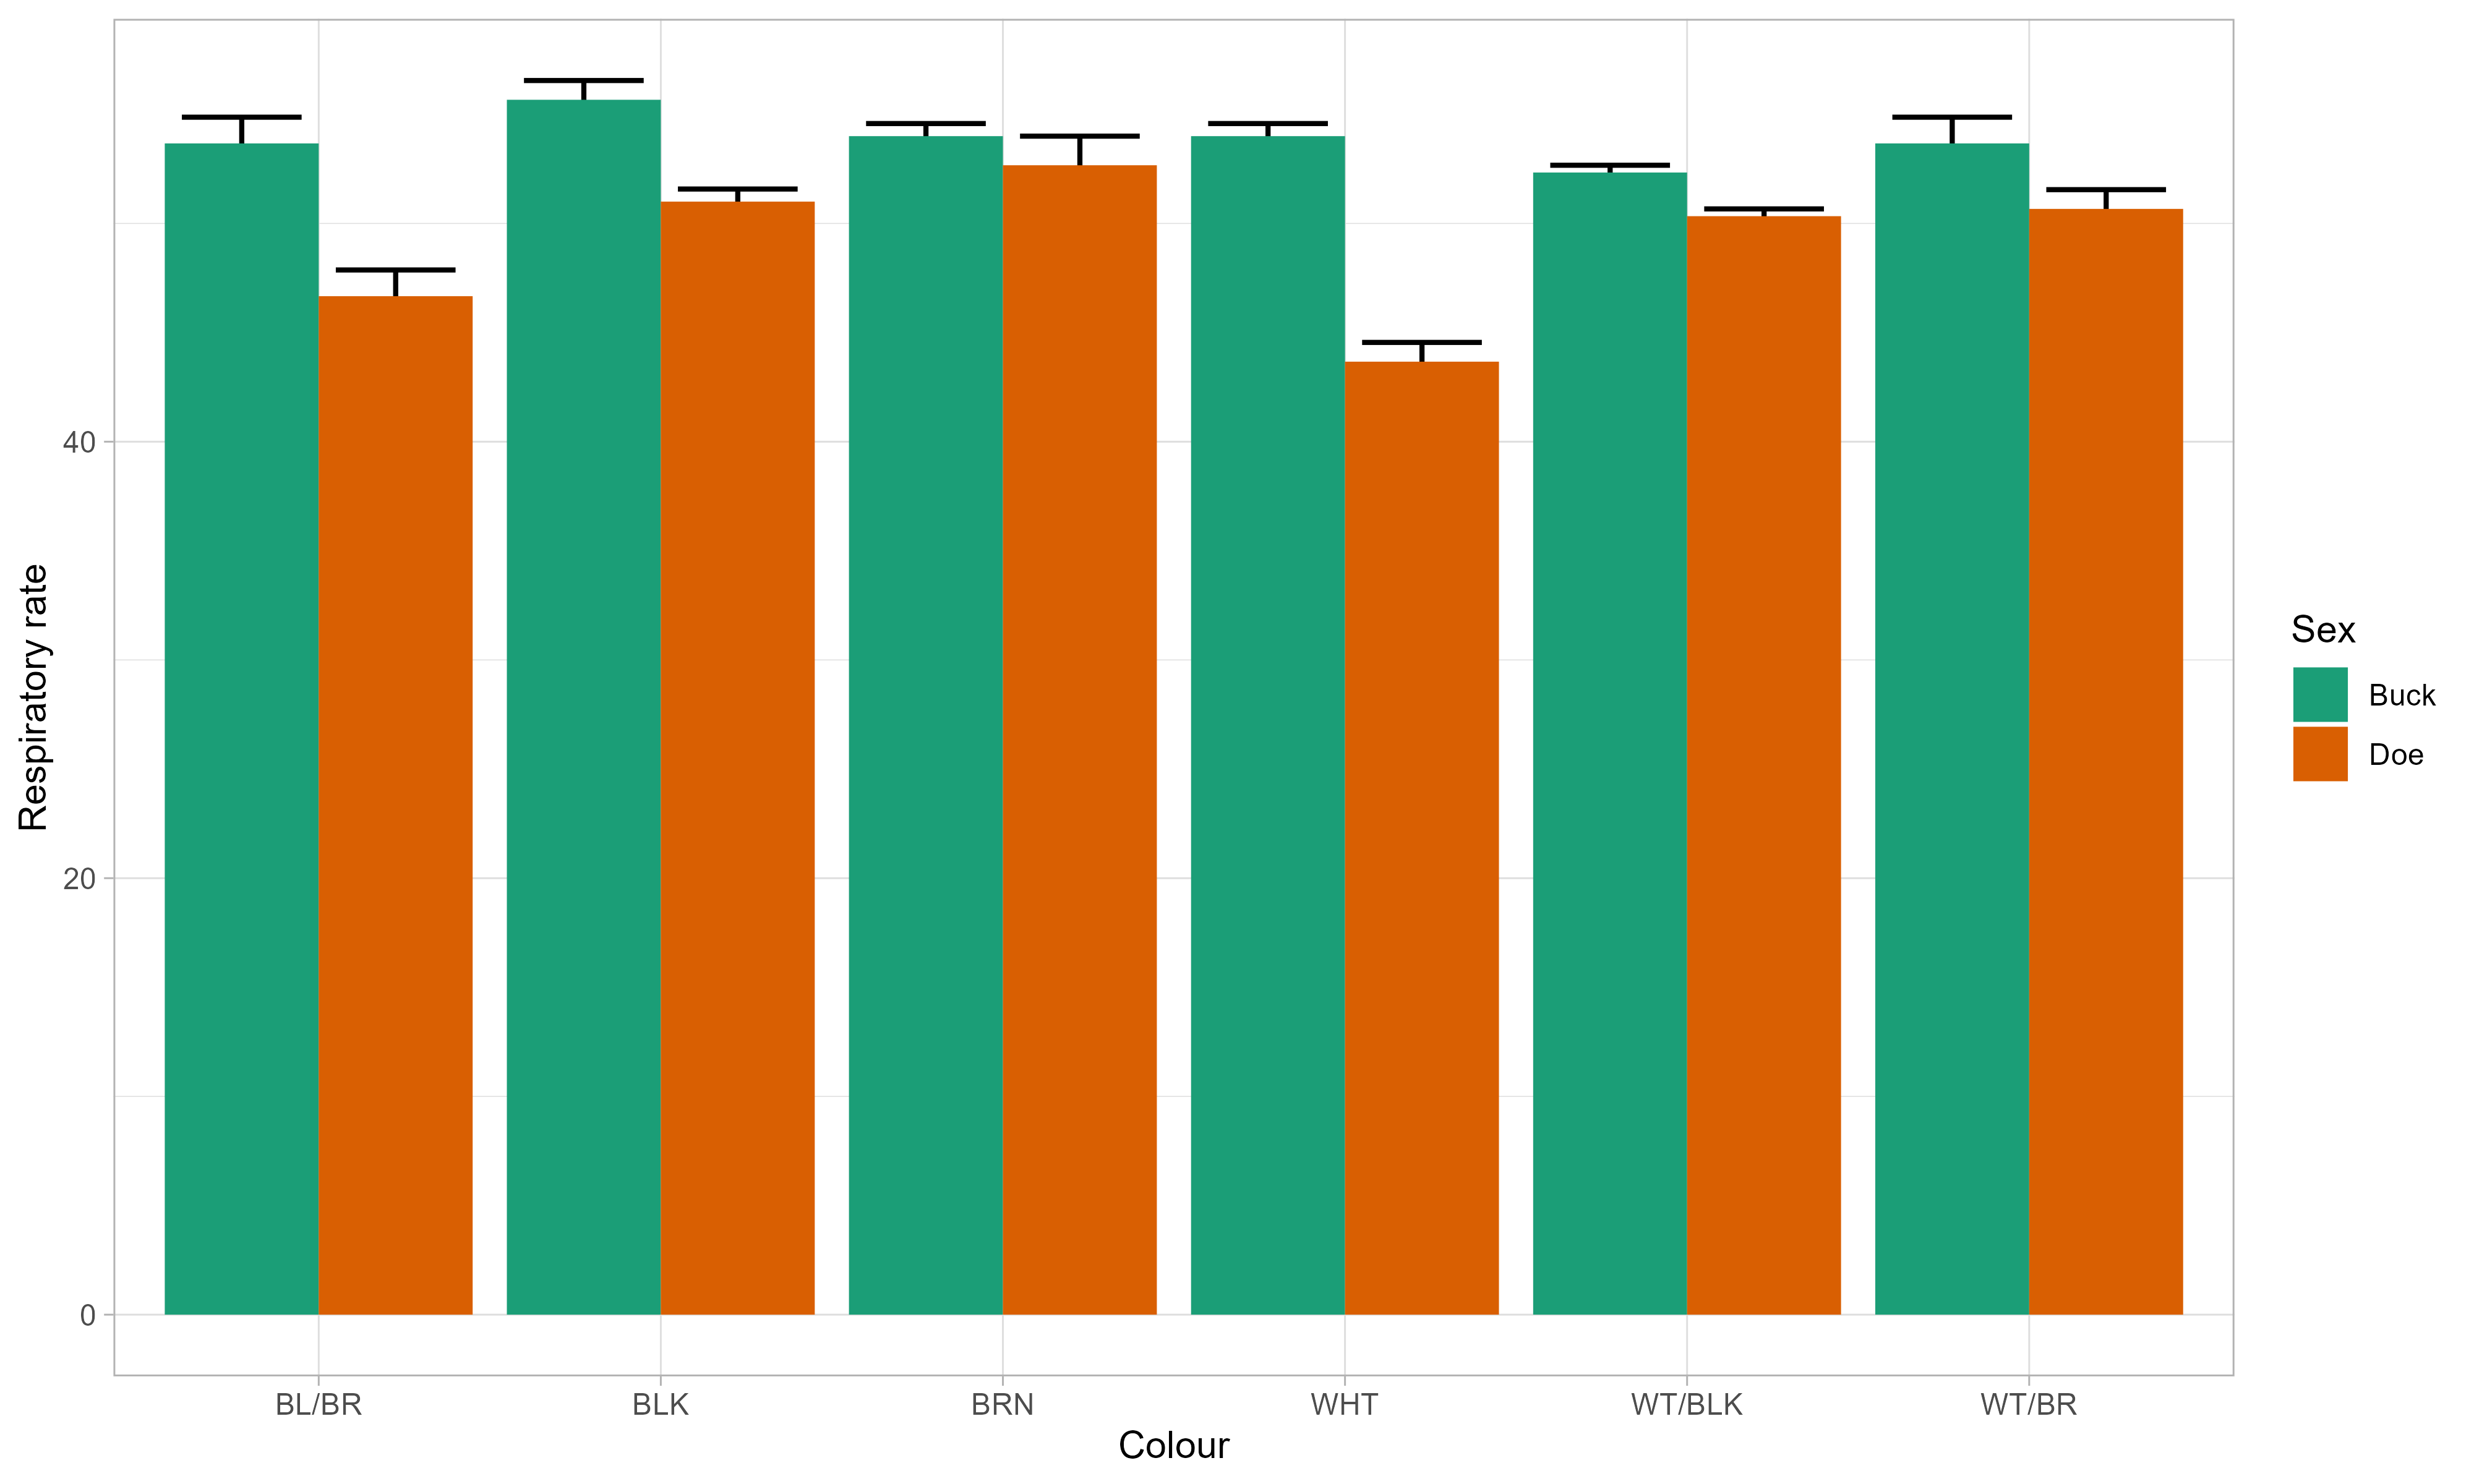 Respiratory rate
40
20
0
BL/BR
BLK
BRN
WHT
WT/BLK
WT/BR
Colour
Sex
Buck
Doe